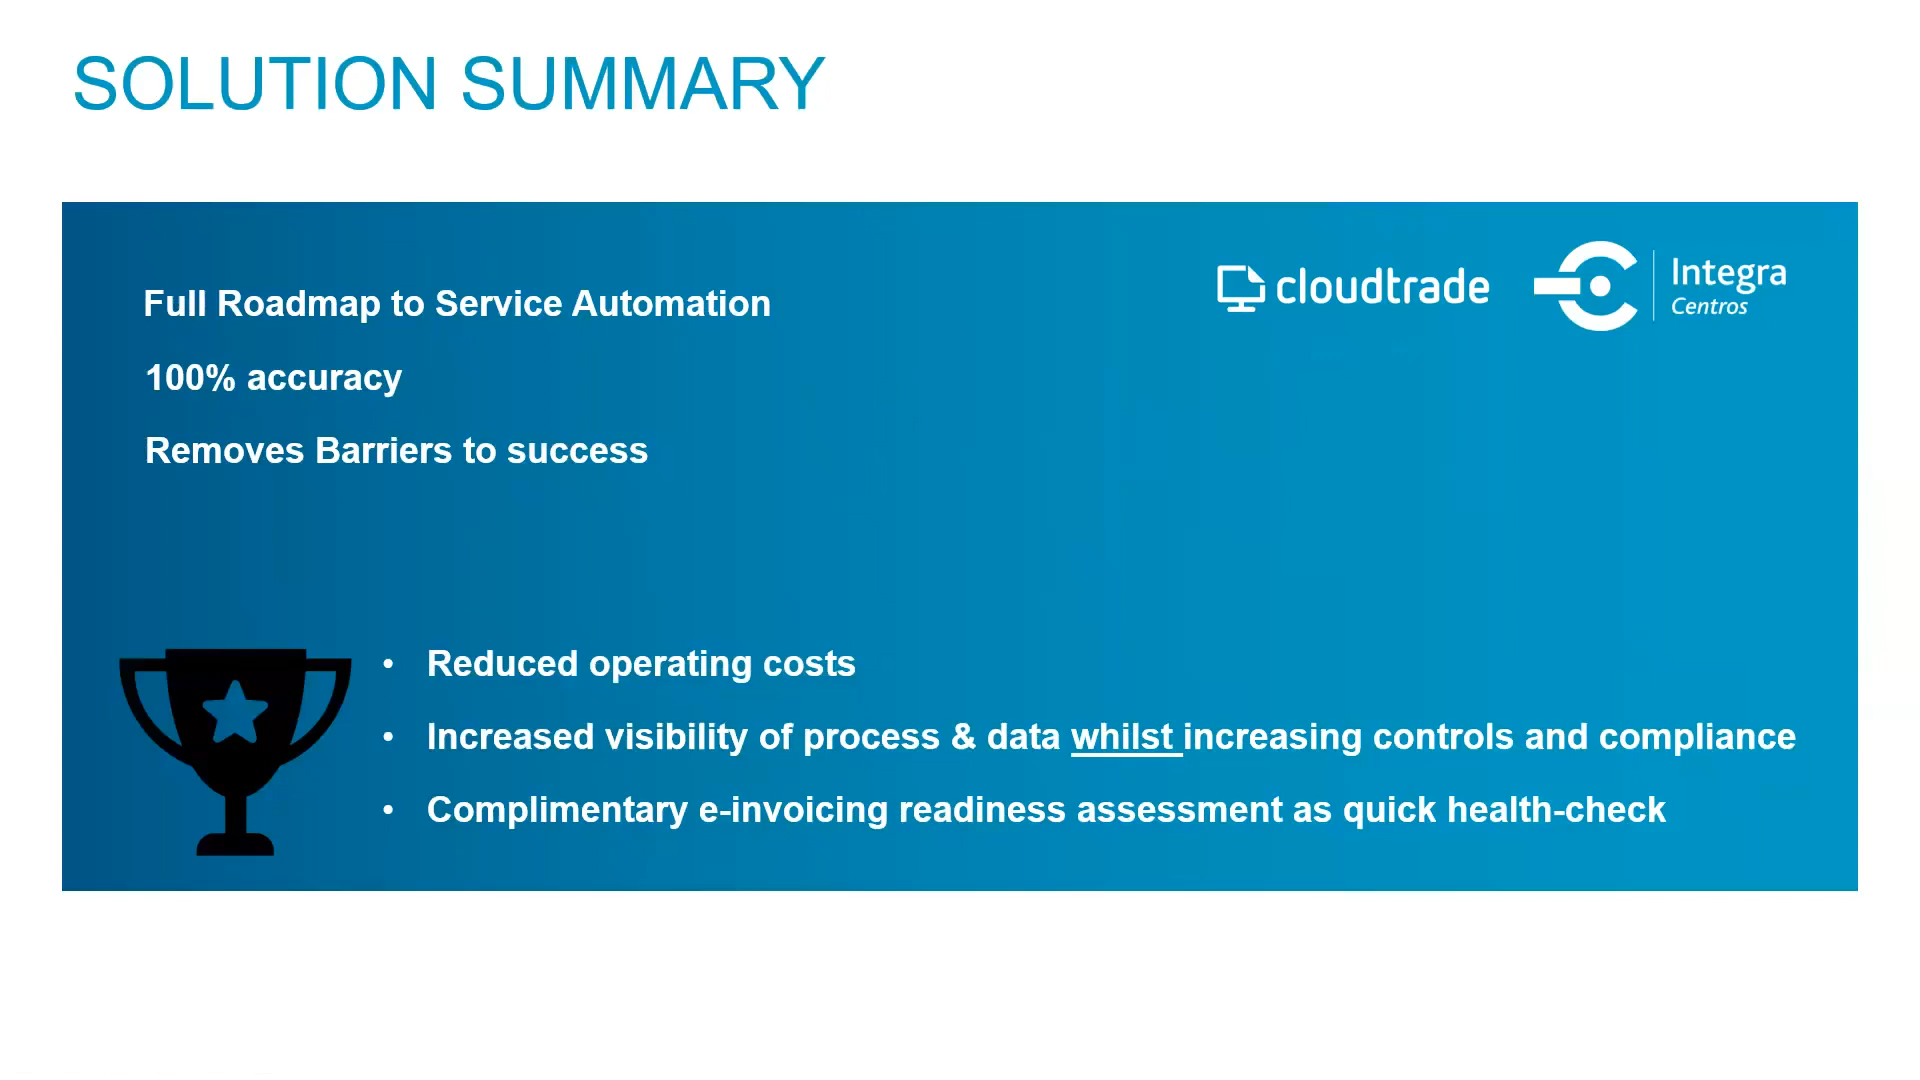 SOLUTION SUMMARY
cloudtrade
Integra
Centros
Full Roadmap to Service Automation
100% accuracy
Removes Barriers to success
• Reduced operating costs
• Increased visibility of process & data whilst increasing controls and compliance
• Complimentary e-invoicing readiness assessment as quick health-check